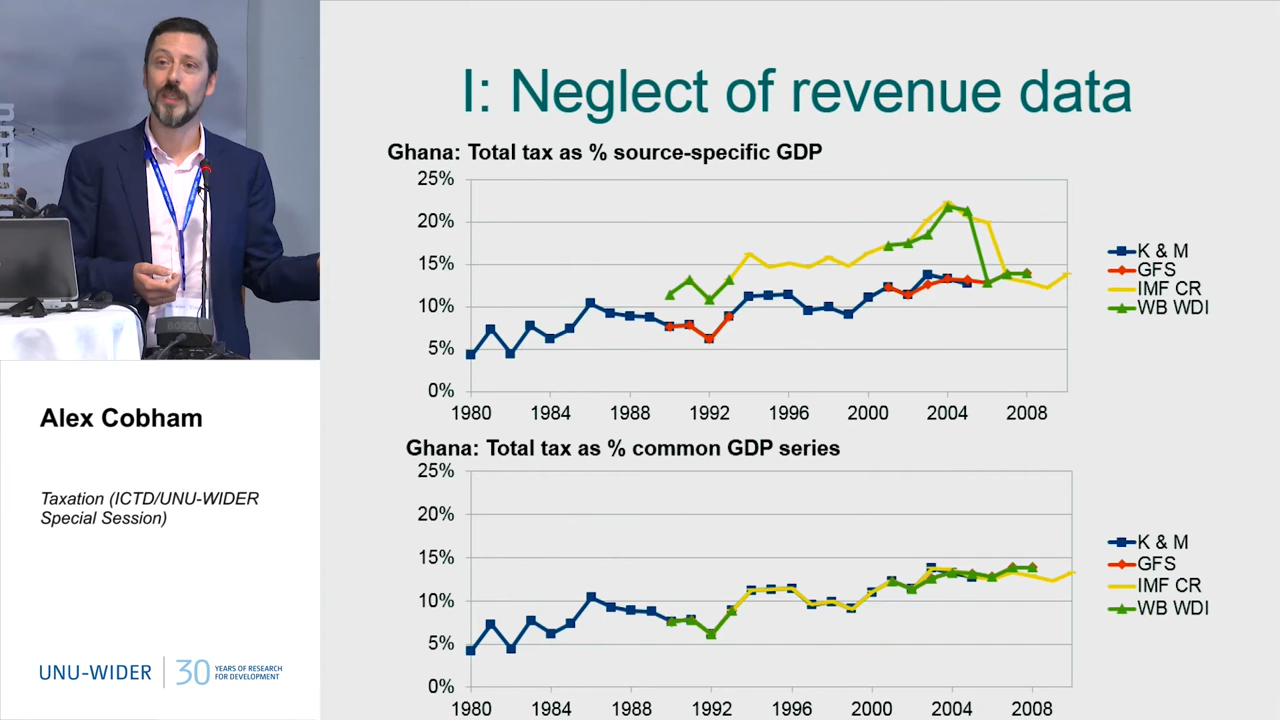 I: Neglect of revenue data
Ghana: Total tax as % source-specific GDP
25%
20%
15%
10%
5%
0%
1980 1984 1988 1992 1996 2000 2004 2008
K & M
GFS
IMF CR
WB WDI
Ghana: Total tax as % common GDP series
25%
20%
15%
10%
5%
0%
1980 1984 1988 1992 1996 2000 2004 2008
K & M
GFS
IMF CR
WB WDI
Alex Cobham
Taxation (ICTD/UNU-WIDER
Special Session)
UNU-WIDER
30 YEARS OF RESEARCH
FOR DEVELOPMENT